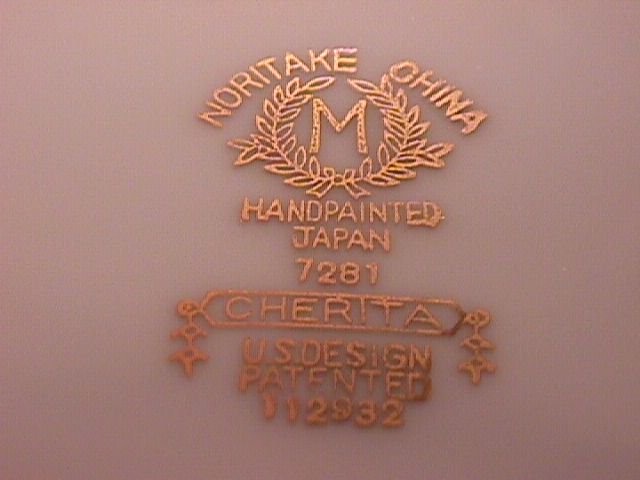 NORITAKE CHINA
M
HANDPAINTED
JAPAN
7281
CHERITA
U.S.DESIGN
PATENTED
112932